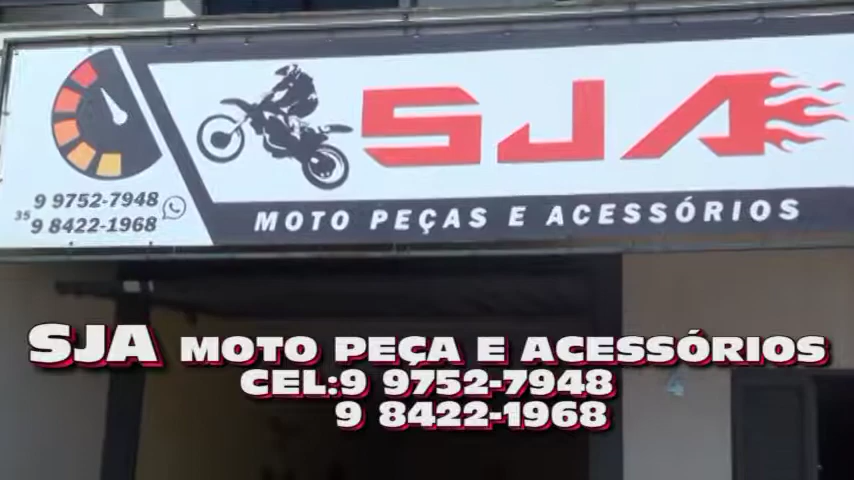 SJA
9 9752-7948
35 9 8422-1968
MOTO PEÇAS E ACESSÓRIOS
SJA MOTO PEÇA E ACESSÓRIOS
CEL:9 9752-7948
9 8422-1968